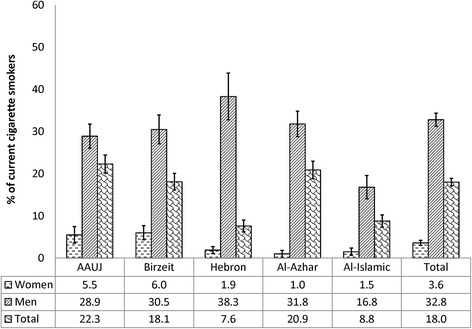 % of current cigarette smokers
60
50
40
30
20
10
0
AAUJ Birzeit Hebron Al-Azhar Al-Islamic Total
Women 5.5 6.0 1.9 1.0 1.5 3.6
Men 28.9 30.5 38.3 31.8 16.8 32.8
Total 22.3 18.1 7.6 20.9 8.8 18.0